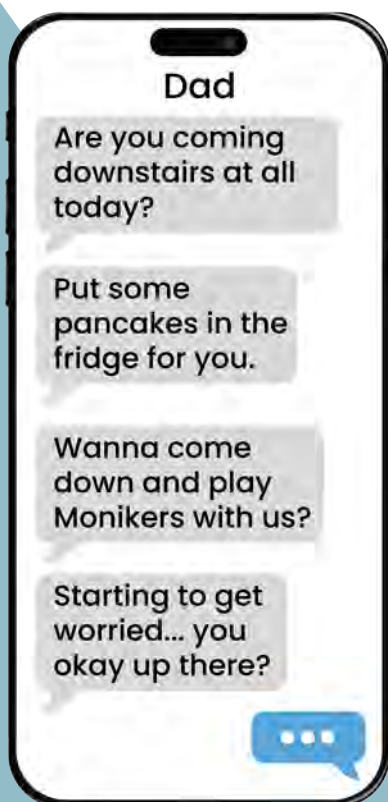 Dad
Are you coming
downstairs at all
today?
Put some
pancakes in the
fridge for you.
Wanna come
down and play
Monikers with us?
Starting to get
worried... you
okay up there?